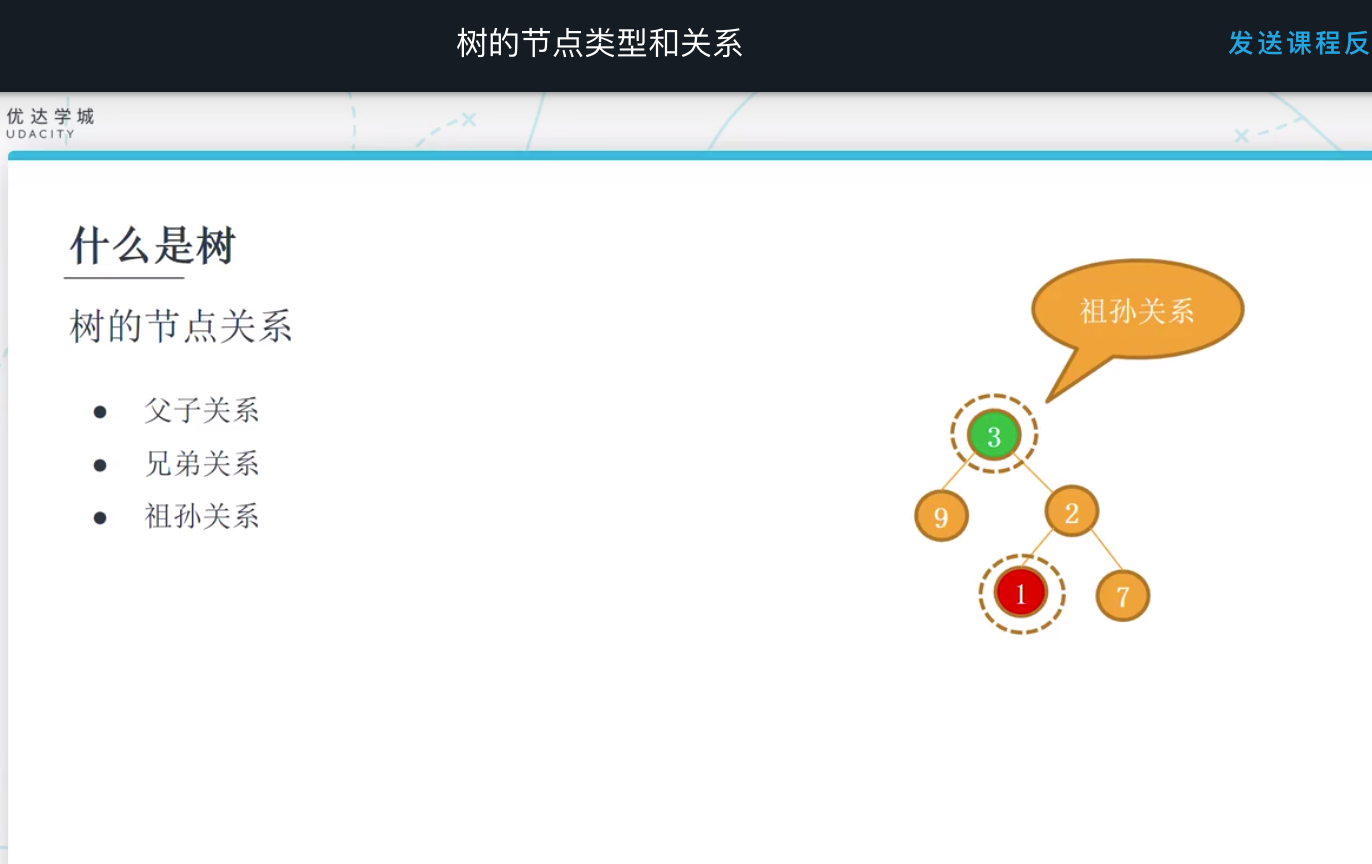 树的节点类型和关系
发送课程反
优达学城
UDACITY
什么是树
树的节点关系
● 父子关系
● 兄弟关系
● 祖孙关系
祖孙关系
3
9
2
1
7